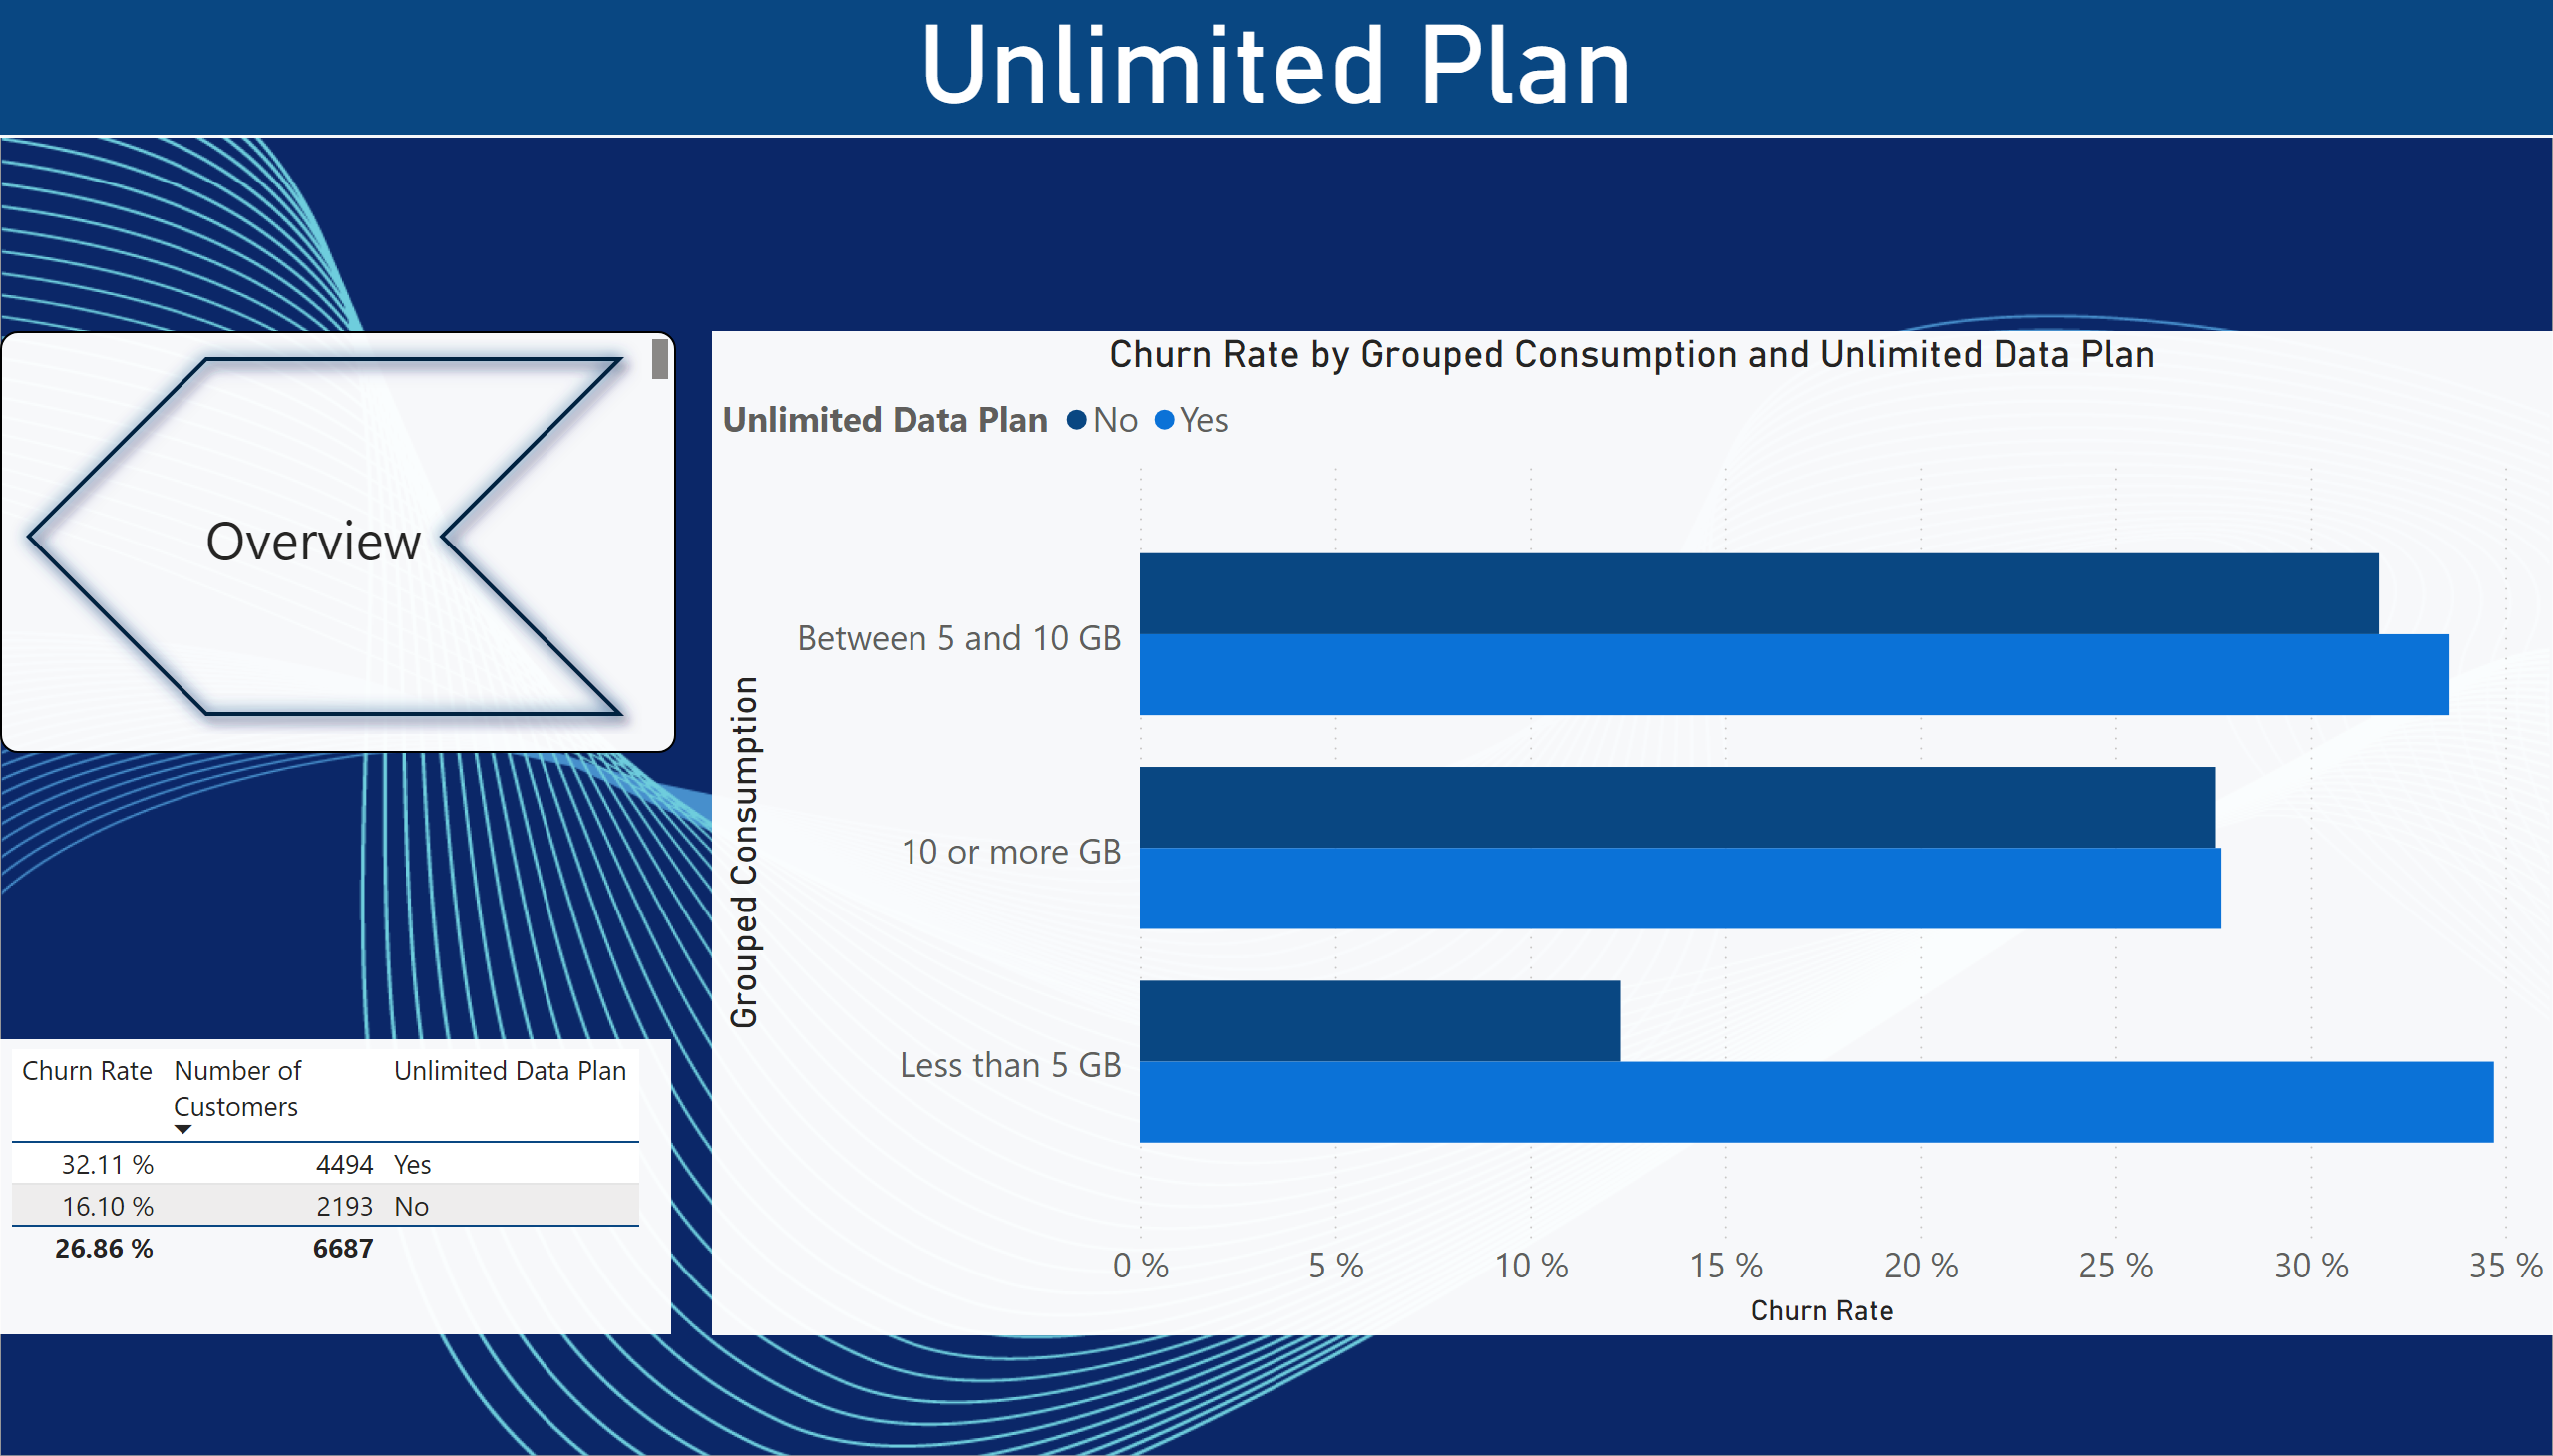 Unlimited Plan
Overview
Churn Rate by Grouped Consumption and Unlimited Data Plan
Unlimited Data Plan No Yes
Grouped Consumption
Between 5 and 10 GB
10 or more GB
Less than 5 GB
0 % 5 % 10 % 15 % 20 % 25 % 30 % 35 %
Churn Rate
Churn Rate Number of Unlimited Data Plan
Customers
32.11 % 4494 Yes
16.10 % 2193 No
26.86 % 6687